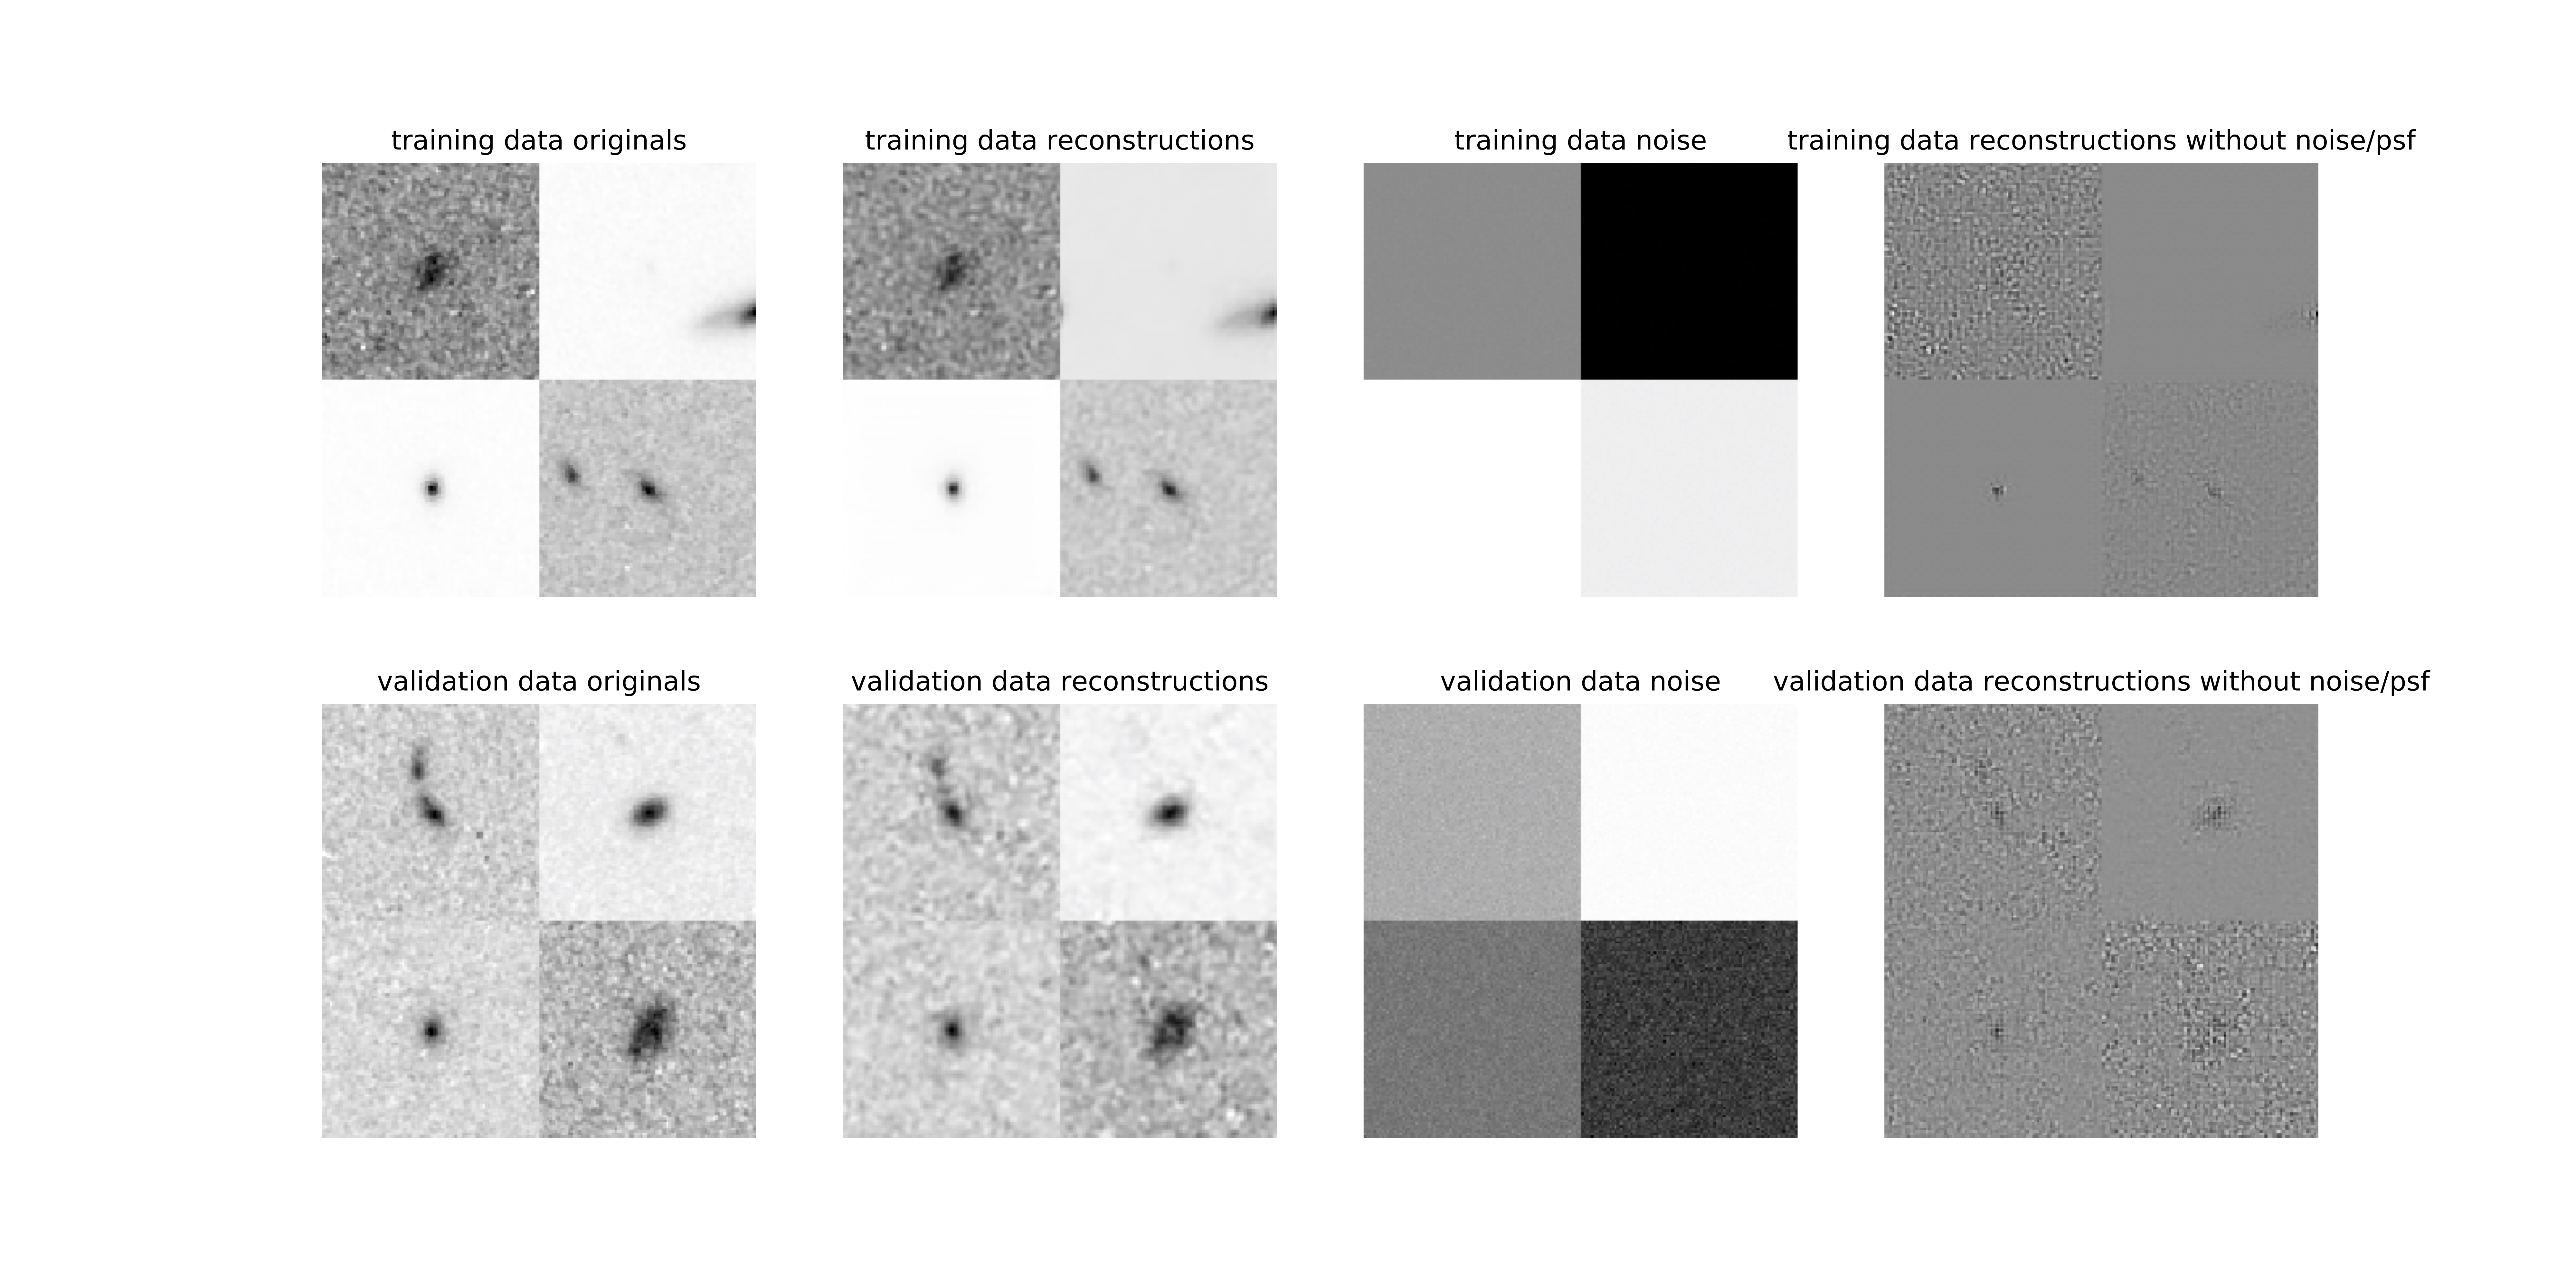 training data originals
training data reconstructions
training data noise
training data reconstructions without noise/psf
validation data originals
validation data reconstructions
validation data noise
validation data reconstructions without noise/psf